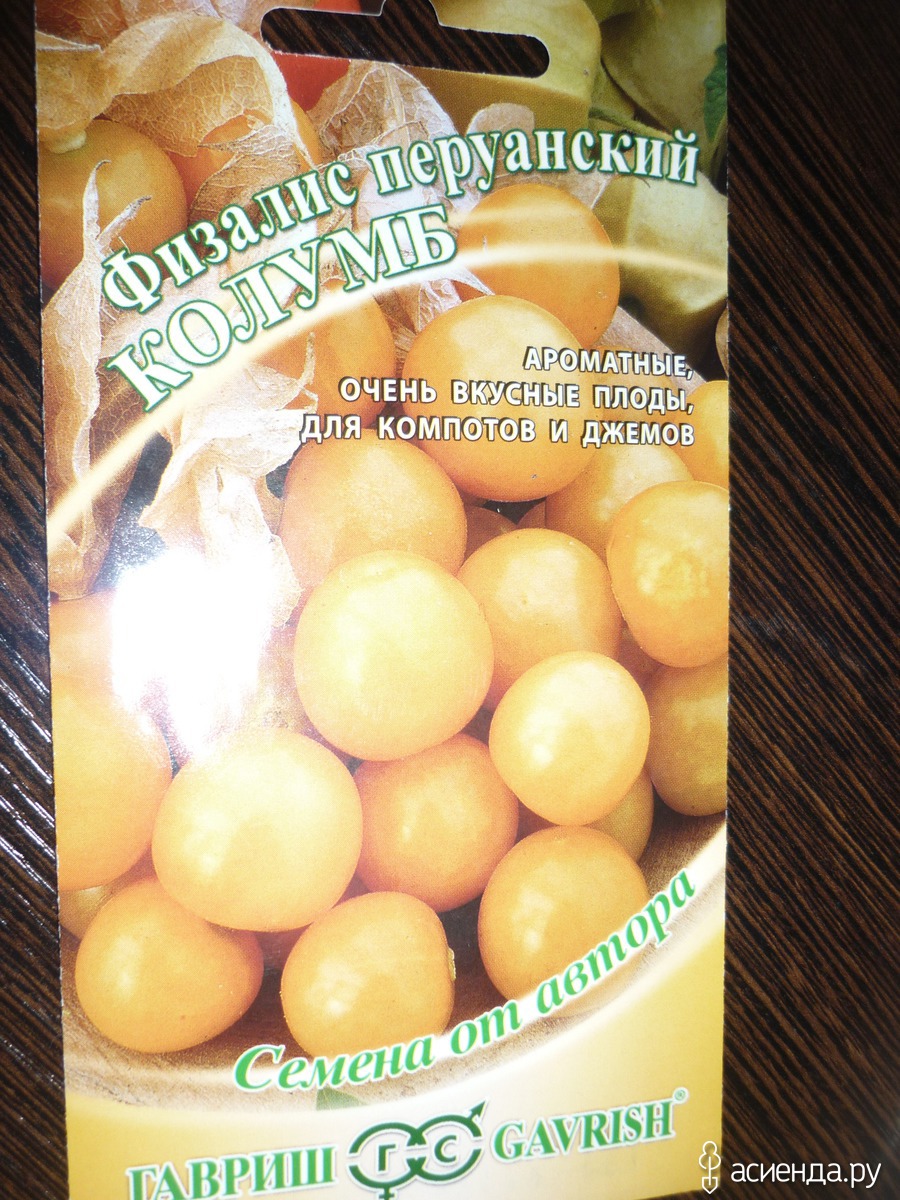 Физалис перуанский
КОЛУМБ
АРОМАТНЫЕ,
ОЧЕНЬ ВКУСНЫЕ ПЛОДЫ,
ДЛЯ КОМПОТОВ И ДЖЕМОВ
Семена от автора
ГАВРИШ ГС GAVRISH®
асиенда.ру